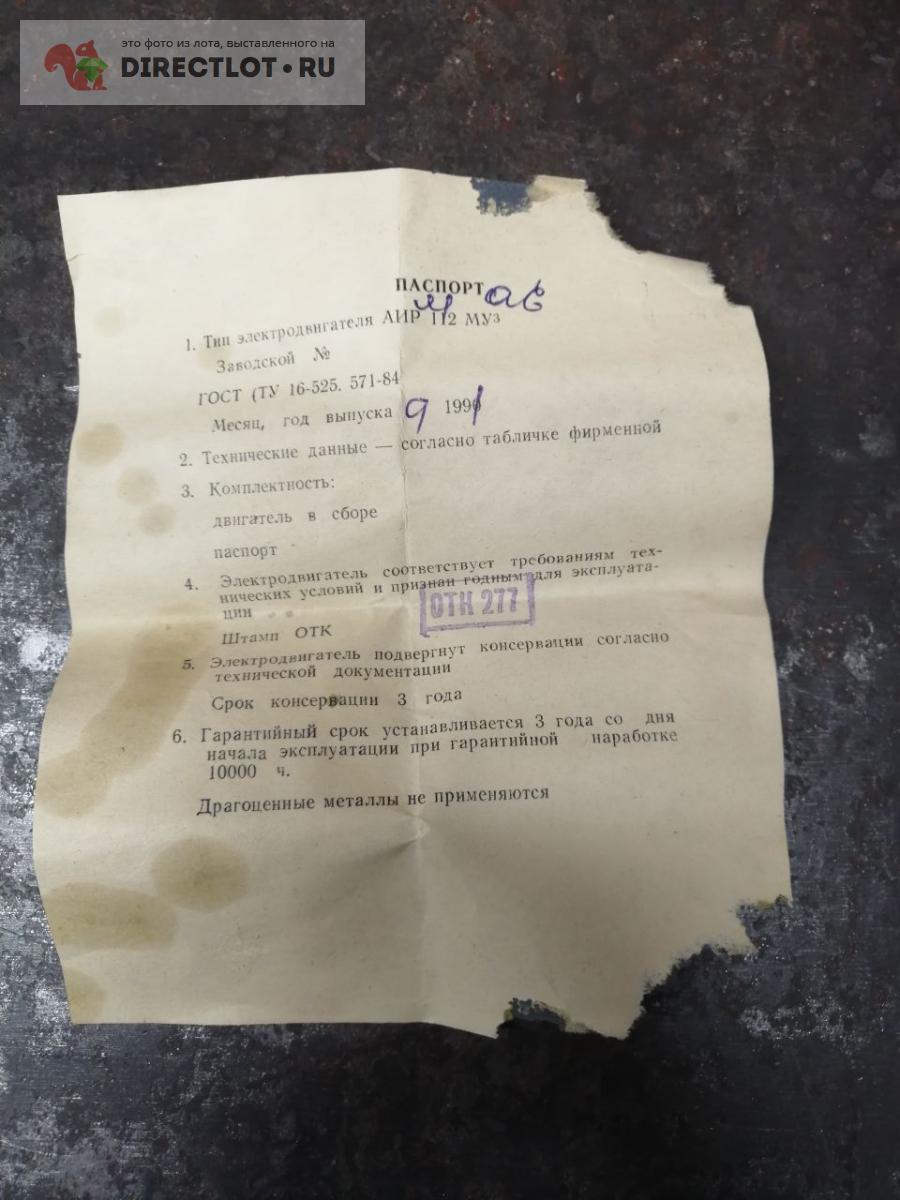 это фото из лота, выставленного на
DIRECTLOT•RU
ПАСПОРТ
м ав
1. Тип электродвигателя АИР 112 МУз
Заводской №
ГОСТ (ТУ 16-525. 571-84
Месяц, год выпуска 9 1991
2. Технические данные — согласно табличке фирменной
3. Комплектность:
двигатель в сборе
паспорт
4. Электродвигатель соответствует требованиям тех-
нических условий и признан годным для эксплуата-
ции
ОТК 277
Штамп ОТК
5. Электродвигатель подвергнут консервации согласно
технической документации
Срок консервации 3 года
6. Гарантийный срок устанавливается 3 года со дня
начала эксплуатации при гарантийной наработке
10000 ч.
Драгоценные металлы не применяются